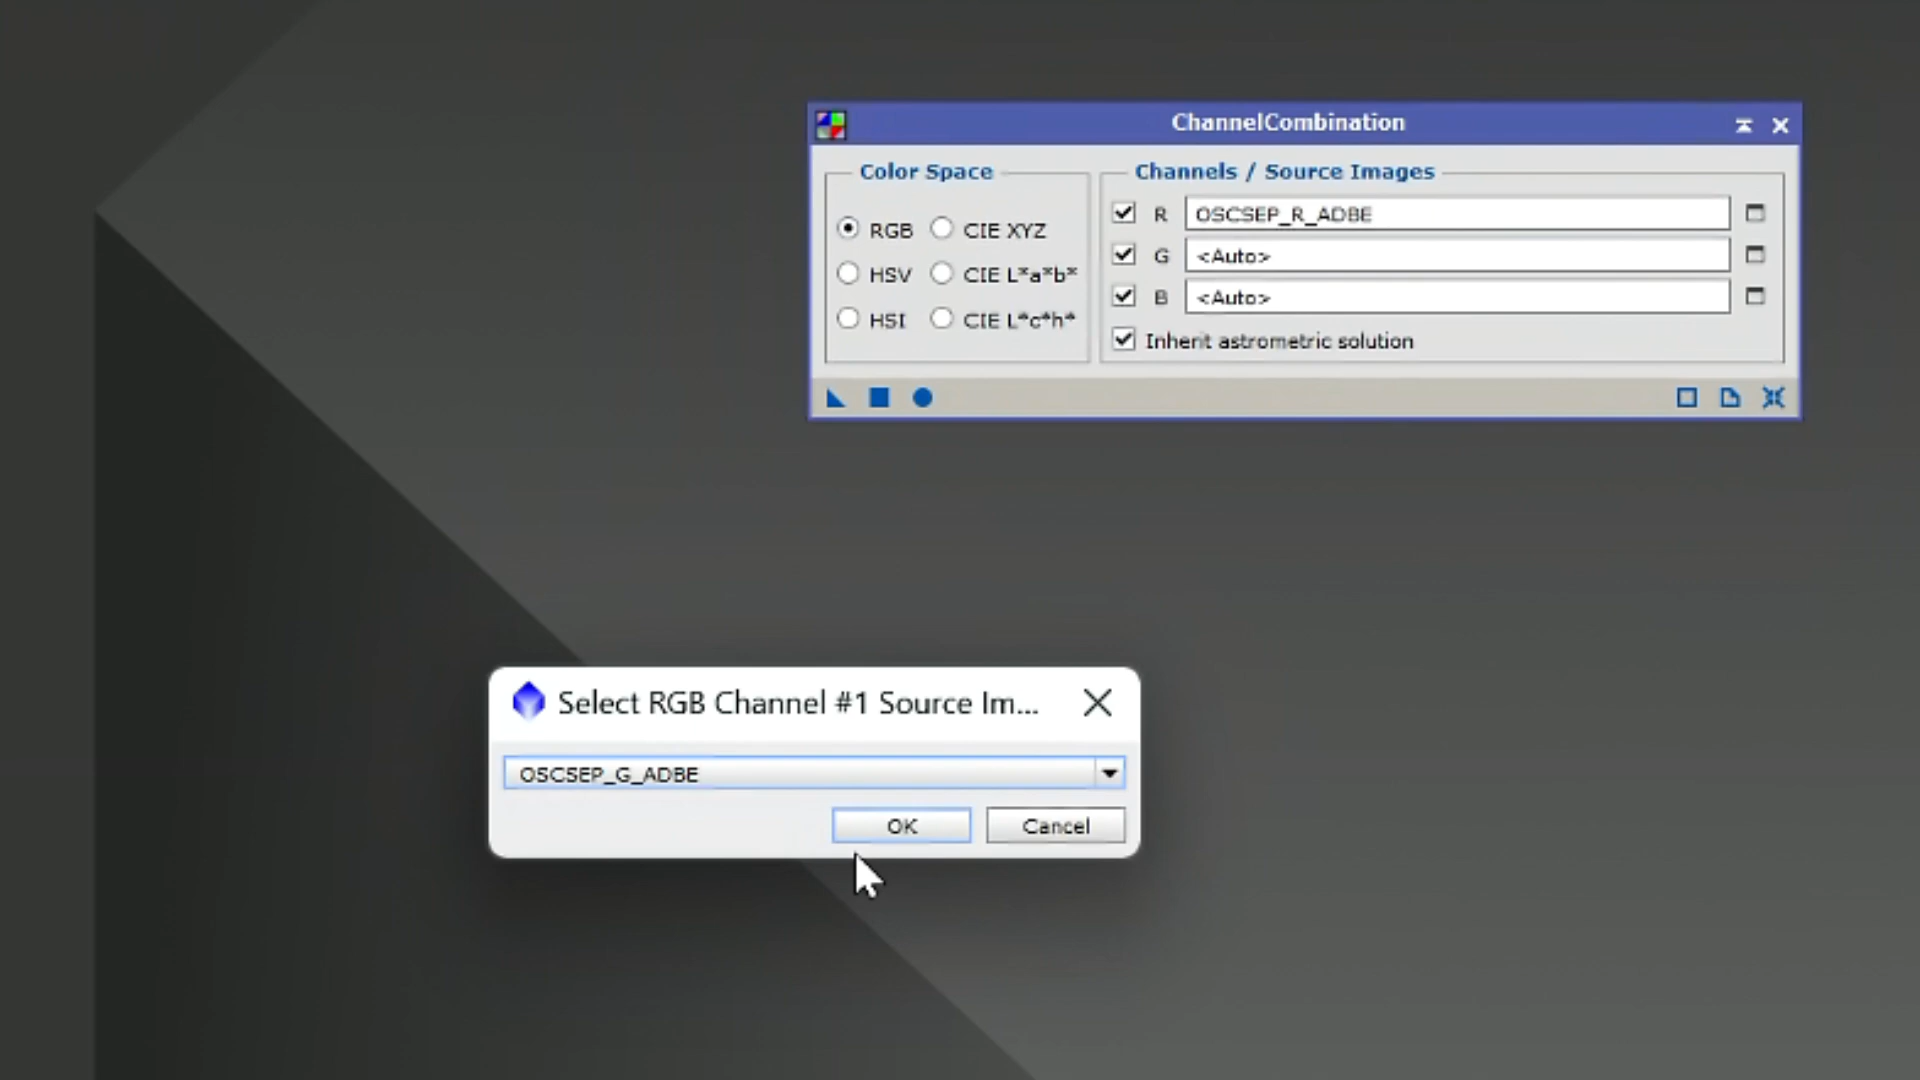 ChannelCombination
Color Space
Channels / Source Images
RGB
CIE XYZ
HSV
CIE L*a*b*
HSI
CIE L*c*h*
R
OSCSEP_R_ADBE
G
<Auto>
B
<Auto>
Inherit astrometric solution
Select RGB Channel #1 Source Im...
OSCSEP_G_ADBE
OK
Cancel